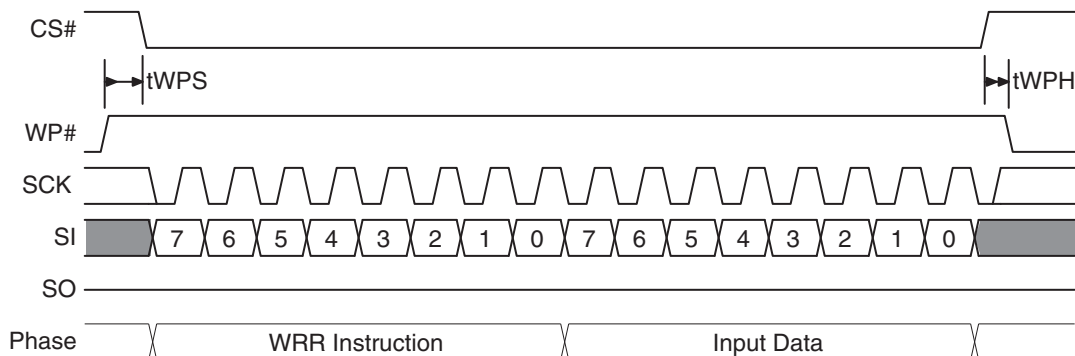 CS#
tWPS tWPH
WP#
SCK
SI 7 6 5 4 3 2 1 0 7 6 5 4 3 2 1 0
SO
Phase WRR Instruction Input Data